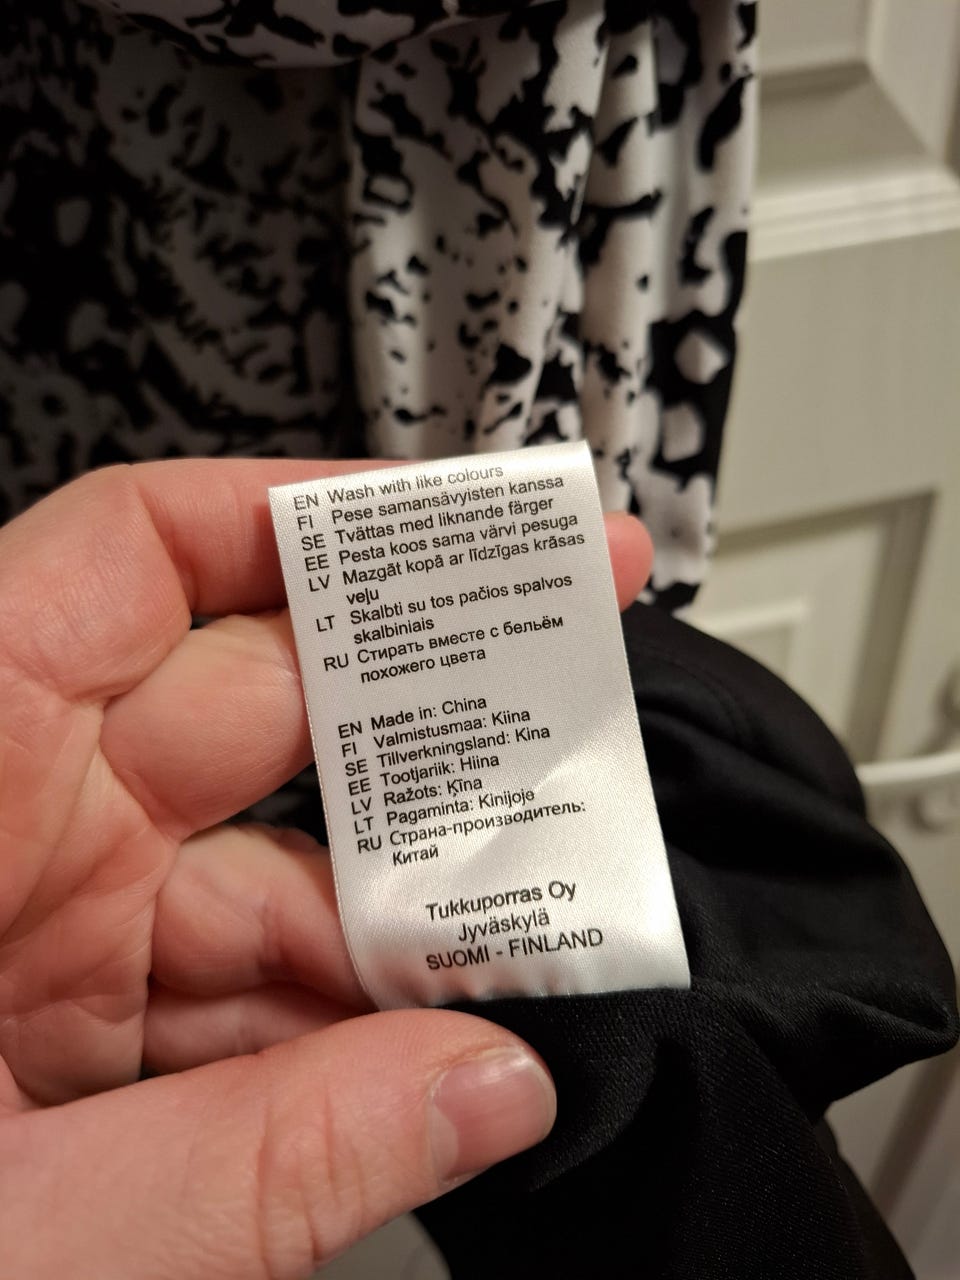 EN Wash with like colours
FI Pese samansävyisten kanssa
SE Tvättas med liknande färger
EE Pesta koos sama värvi pesuga
LV Mazgāt kopā ar līdzīgas krāsas
veļu
LT Skalbti su tos pačios spalvos
skalbiniais
RU Стирать вместе с бельём
похожего цвета
EN Made in: China
FI Valmistusmaa: Kiina
SE Tillverkningsland: Kina
EE Tootjariik: Hiina
LV Ražots: Ķīna
LT Pagaminta: Kinijoje
RU Страна-производитель:
Китай
Tukkuporras Oy
Jyväskylä
SUOMI - FINLAND